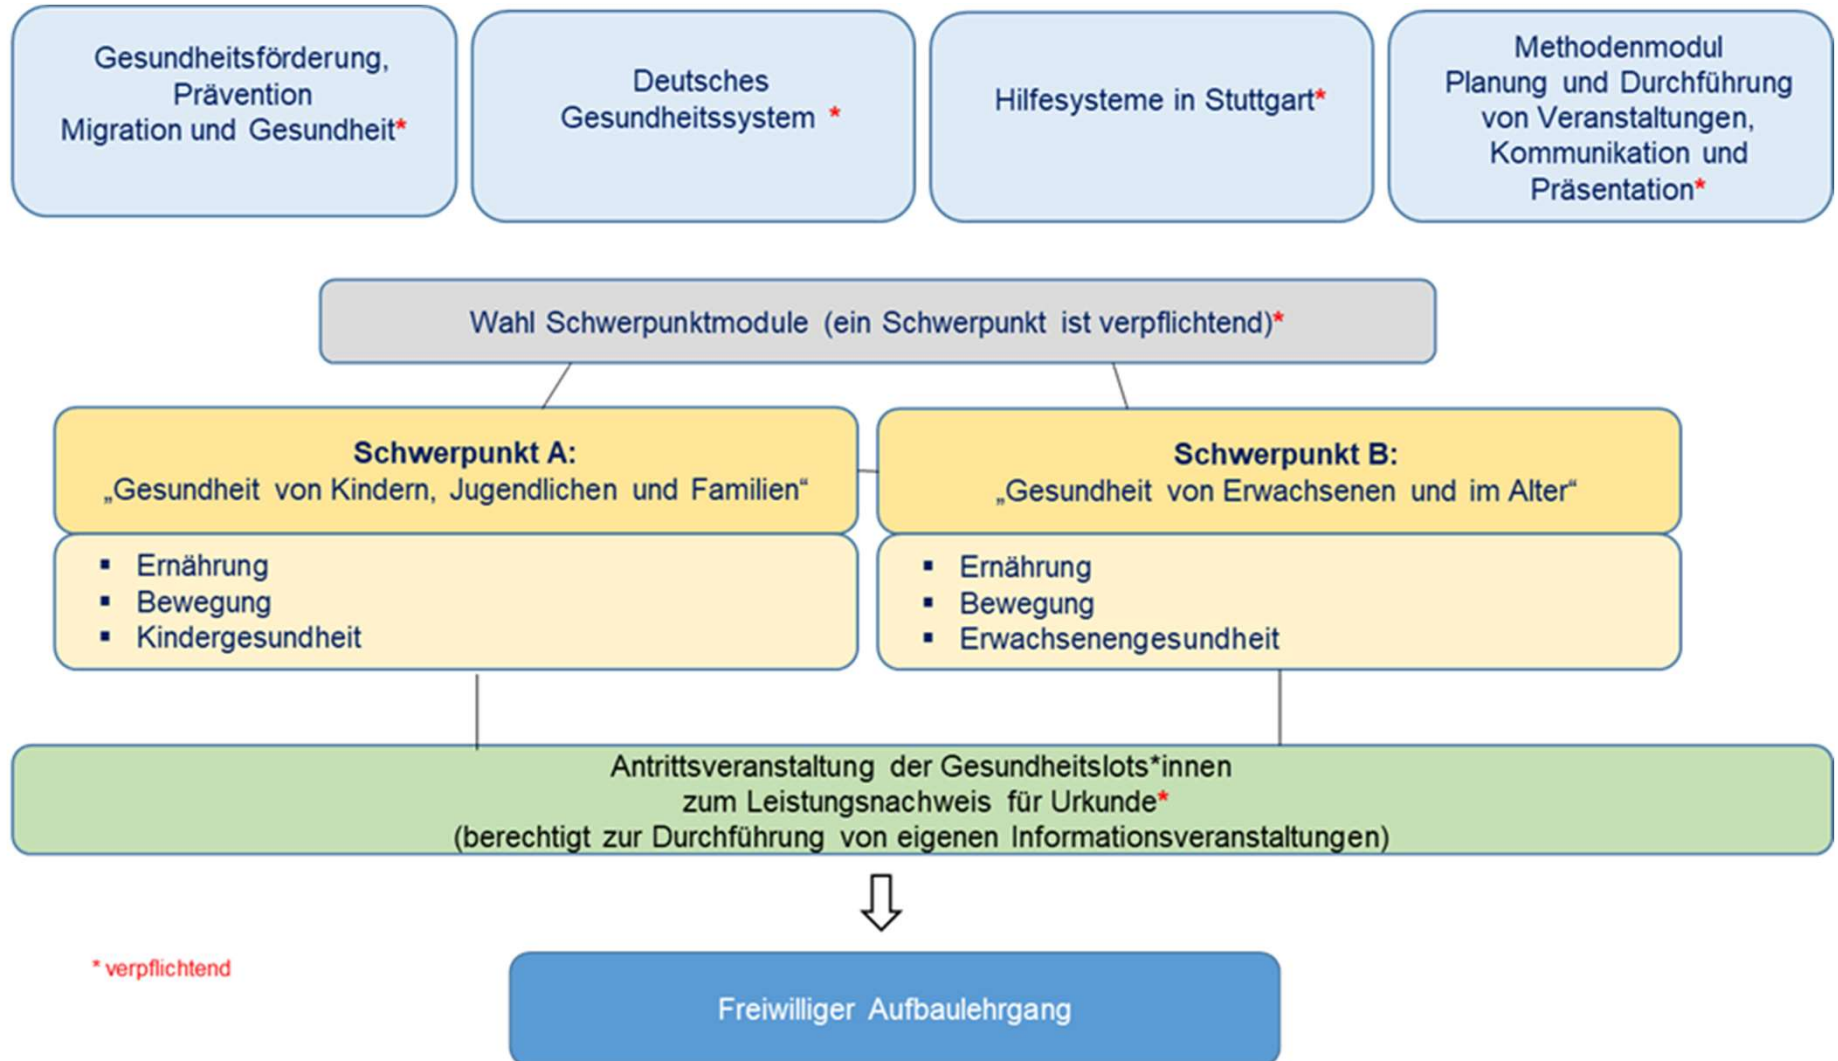 Gesundheitsförderung,
Prävention
Migration und Gesundheit*
Deutsches
Gesundheitssystem *
Hilfesysteme in Stuttgart*
Methodenmodul
Planung und Durchführung
von Veranstaltungen,
Kommunikation und
Präsentation*
Wahl Schwerpunktmodule (ein Schwerpunkt ist verpflichtend)*
Schwerpunkt A:
„Gesundheit von Kindern, Jugendlichen und Familien“
▪ Ernährung
▪ Bewegung
▪ Kindergesundheit
Schwerpunkt B:
„Gesundheit von Erwachsenen und im Alter“
▪ Ernährung
▪ Bewegung
▪ Erwachsenengesundheit
Antrittsveranstaltung der Gesundheitslots*innen
zum Leistungsnachweis für Urkunde*
(berechtigt zur Durchführung von eigenen Informationsveranstaltungen)
* verpflichtend
Freiwilliger Aufbaulehrgang